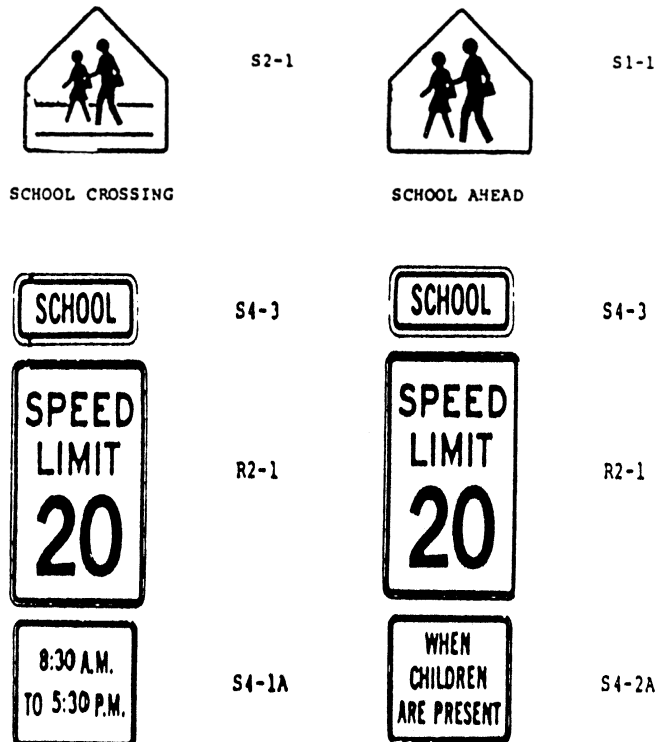 S2-1
S1-1
SCHOOL CROSSING
SCHOOL AHEAD
SCHOOL
S4-3
SCHOOL
S4-3
SPEED
LIMIT
20
R2-1
SPEED
LIMIT
20
R2-1
8:30 A.M.
TO 5:30 P.M.
S4-1A
WHEN
CHILDREN
ARE PRESENT
S4-2A